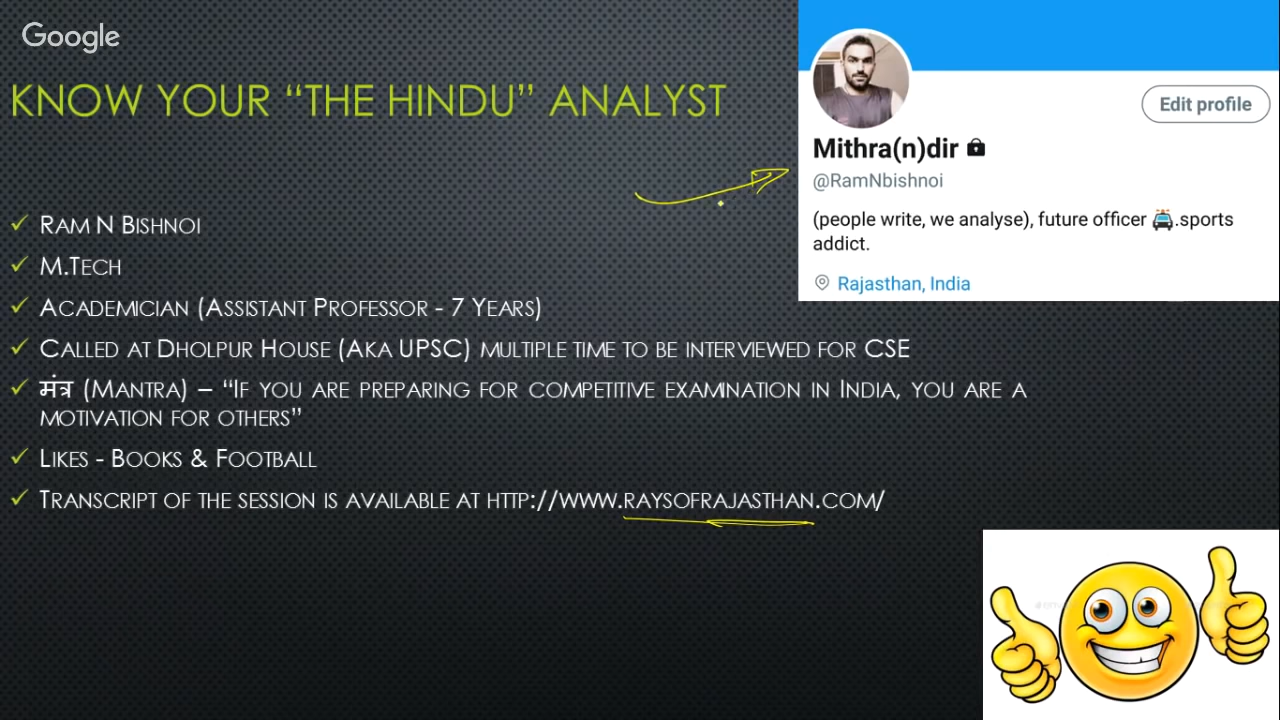 Google
KNOW YOUR “THE HINDU” ANALYST
Edit profile
Mithra(n)dir
@RamNbishnoi
(people write, we analyse), future officer 🚔.sports
addict.
Rajasthan, India
✓ RAM N BISHNOI
✓ M.TECH
✓ ACADEMICIAN (ASSISTANT PROFESSOR - 7 YEARS)
✓ CALLED AT DHOLPUR HOUSE (AKA UPSC) MULTIPLE TIME TO BE INTERVIEWED FOR CSE
✓ मंत्र (MANTRA) – “IF YOU ARE PREPARING FOR COMPETITIVE EXAMINATION IN INDIA, YOU ARE A
MOTIVATION FOR OTHERS”
✓ LIKES - BOOKS & FOOTBALL
✓ TRANSCRIPT OF THE SESSION IS AVAILABLE AT HTTP://WWW.RAYSOFRAJASTHAN.COM/